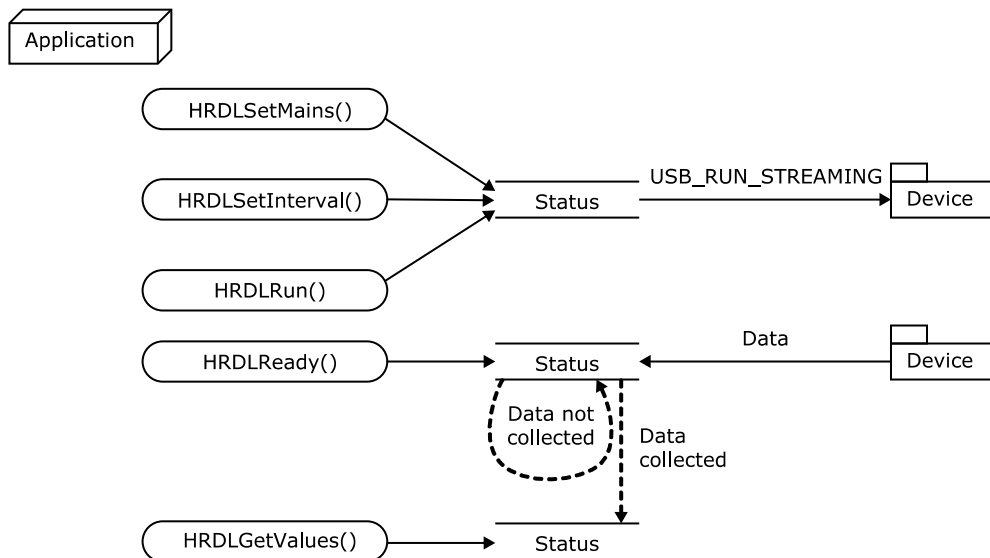 Application
HRDLSetMains()
USB_RUN_STREAMING
HRDLSetInterval()
Status
Device
HRDLRun()
Data
HRDLReady()
Status
Device
Data not
collected
Data
collected
HRDLGetValues()
Status